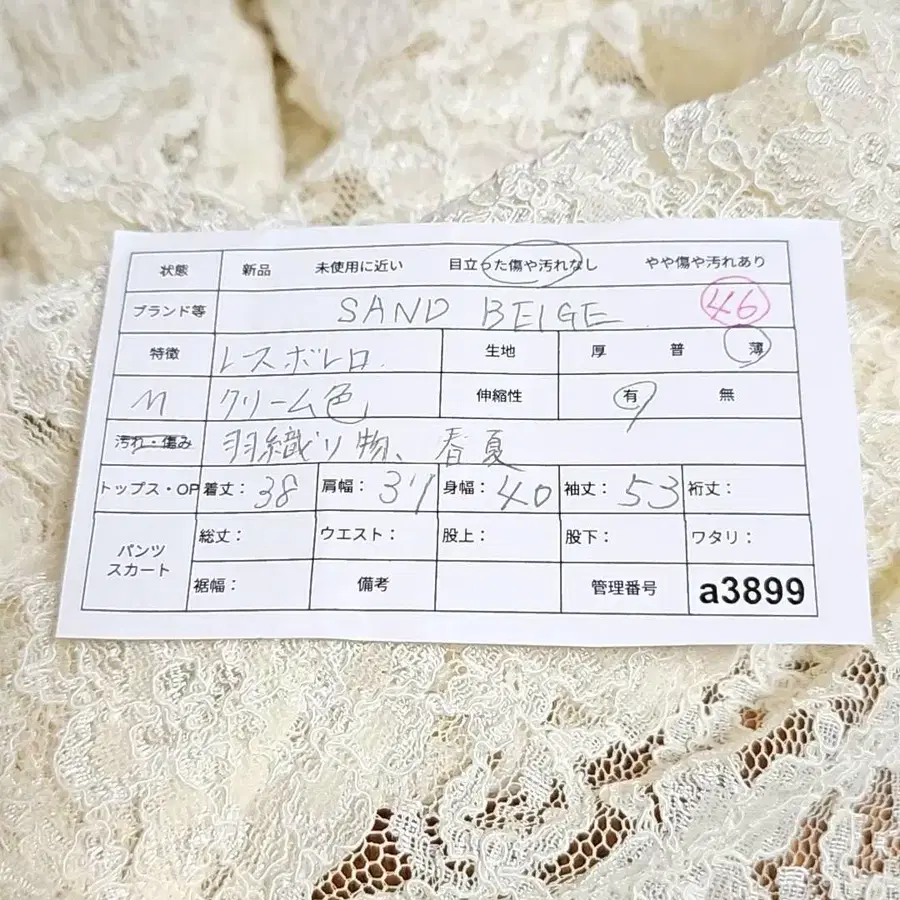 状態 新品 未使用に近い 目立った傷や汚れなし やや傷や汚れあり
ブランド等 SAND BEIGE 46
特徴 レスボレロ. 生地 厚 普 薄
M クリーム色 伸縮性 有 無
汚れ・傷み 羽織り物、春夏
トップス・OP 着丈: 38 肩幅: 37 身幅: 40 袖丈: 53 裄丈:
パンツ スカート 総丈: ウエスト: 股上: 股下: ワタリ:
裾幅: 備考 管理番号 a3899